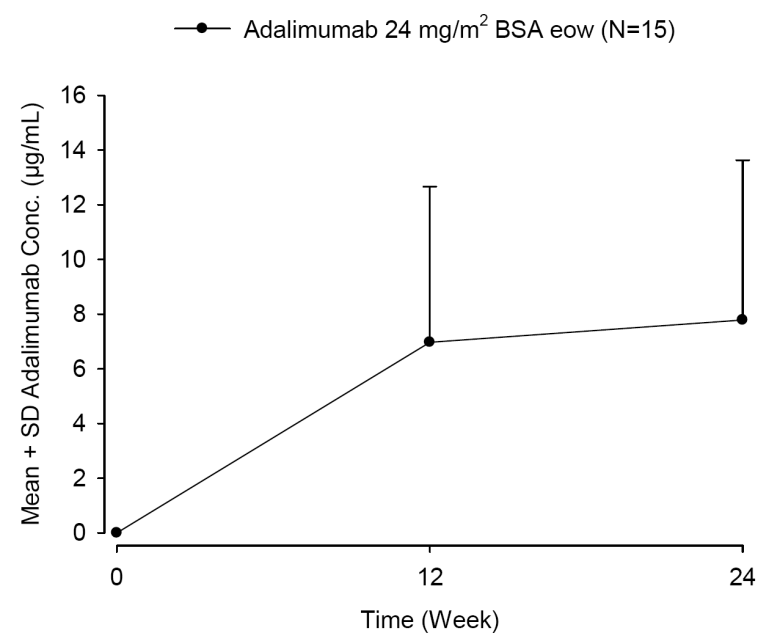 Adalimumab 24 mg/m² BSA eow (N=15)
Mean + SD Adalimumab Conc. (µg/mL)
16
14
12
10
8
6
4
2
0
0 12 24
Time (Week)